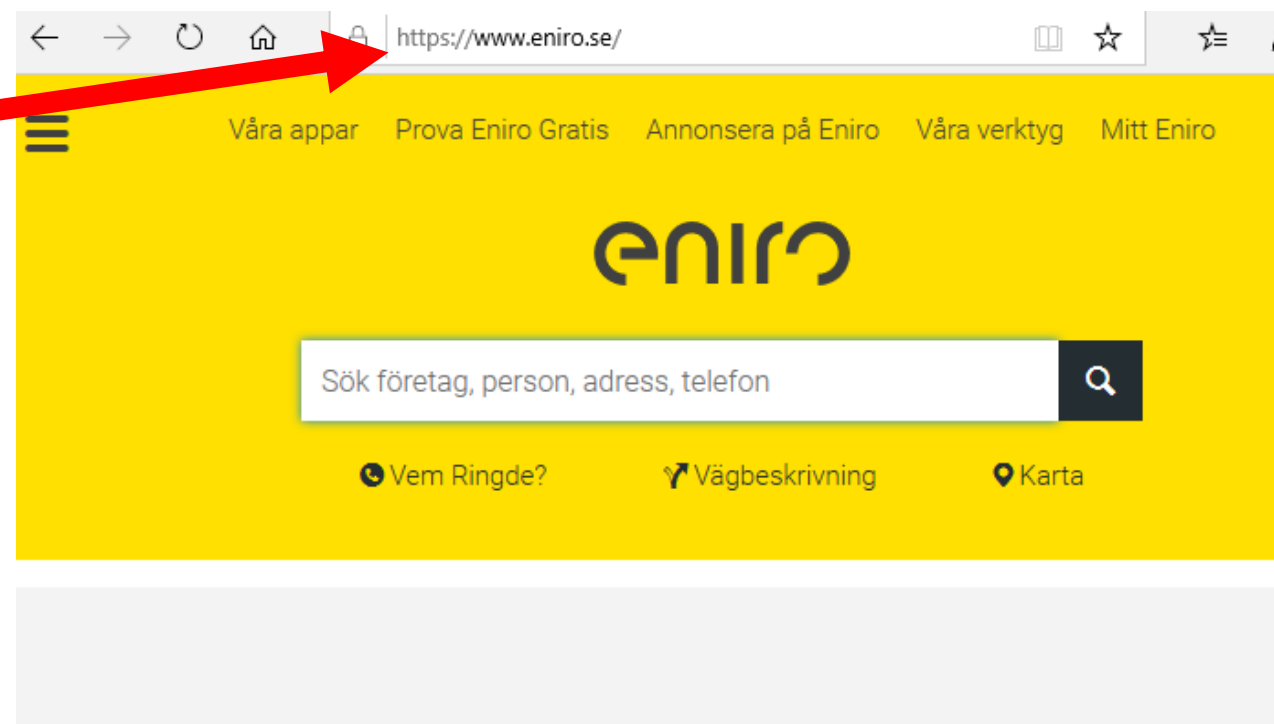 https://www.eniro.se/
Våra appar Prova Eniro Gratis Annonsera på Eniro Våra verktyg Mitt Eniro
eniro
Sök företag, person, adress, telefon
Vem Ringde? Vägbeskrivning Karta